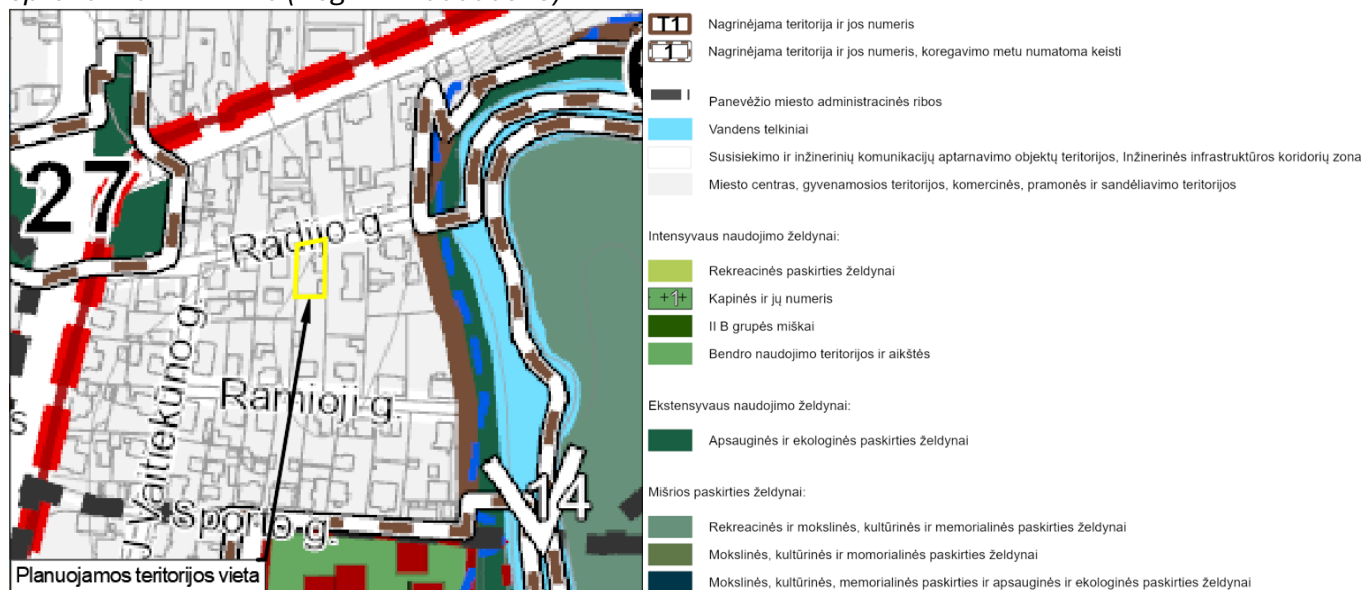 T1 Nagrinėjama teritorija ir jos numeris
1 Nagrinėjama teritorija ir jos numeris, koregavimo metu numatoma keisti
Panevėžio miesto administracinės ribos
Vandens telkiniai
Susisiekimo ir inžinerinių komunikacijų aptarnavimo objektų teritorijos, Inžinerinės infrastruktūros koridorių zona
Miesto centras, gyvenamosios teritorijos, komercinės, pramonės ir sandėliavimo teritorijos
Intensyvaus naudojimo želdynai:
Rekreacinės paskirties želdynai
+1+ Kapinės ir jų numeris
II B grupės miškai
Bendro naudojimo teritorijos ir aikštės
Ekstensyvaus naudojimo želdynai:
Apsauginės ir ekologinės paskirties želdynai
Mišrios paskirties želdynai:
Rekreacinės ir mokslinės, kultūrinės ir memorialinės paskirties želdynai
Mokslinės, kultūrinės ir momorialinės paskirties želdynai
Mokslinės, kultūrinės, memorialinės paskirties ir apsauginės ir ekologinės paskirties želdynai
27
Radijo g.
Vaitiekūno g.
Ramioji g.
14
Sporto g.
Planuojamos teritorijos vieta